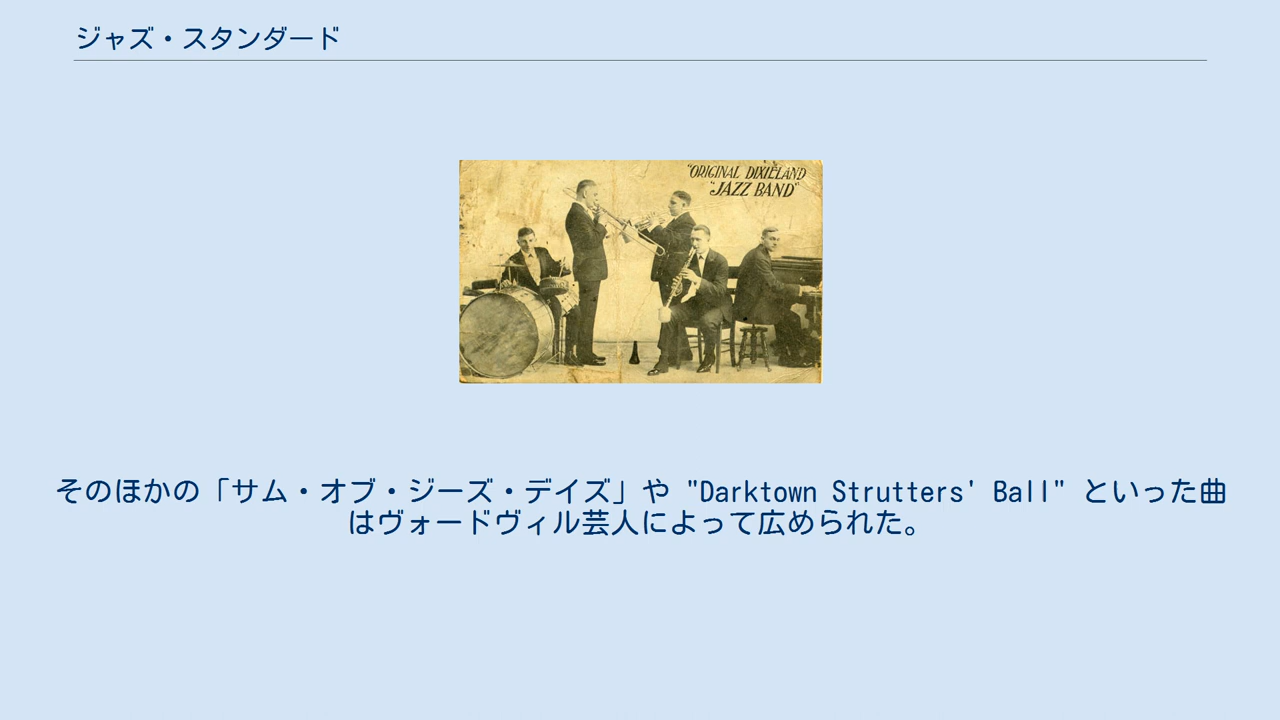 ジャズ・スタンダード
"ORIGINAL DIXIELAND
"JAZZ BAND"
そのほかの「サム・オブ・ジーズ・デイズ」や "Darktown Strutters' Ball" といった曲
はヴォードヴィル芸人によって広められた。